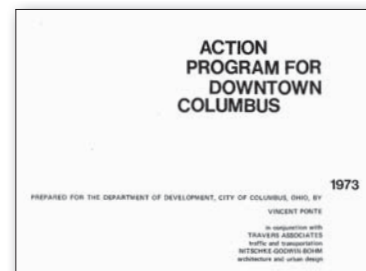 ACTION
PROGRAM FOR
DOWNTOWN
COLUMBUS
1973
PREPARED FOR THE DEPARTMENT OF DEVELOPMENT, CITY OF COLUMBUS, OHIO, BY
VINCENT PONTE
in conjunction with
TRAVERS ASSOCIATES
traffic and transportation
NITSCHKE-GODWIN-BOHM
architecture and urban design